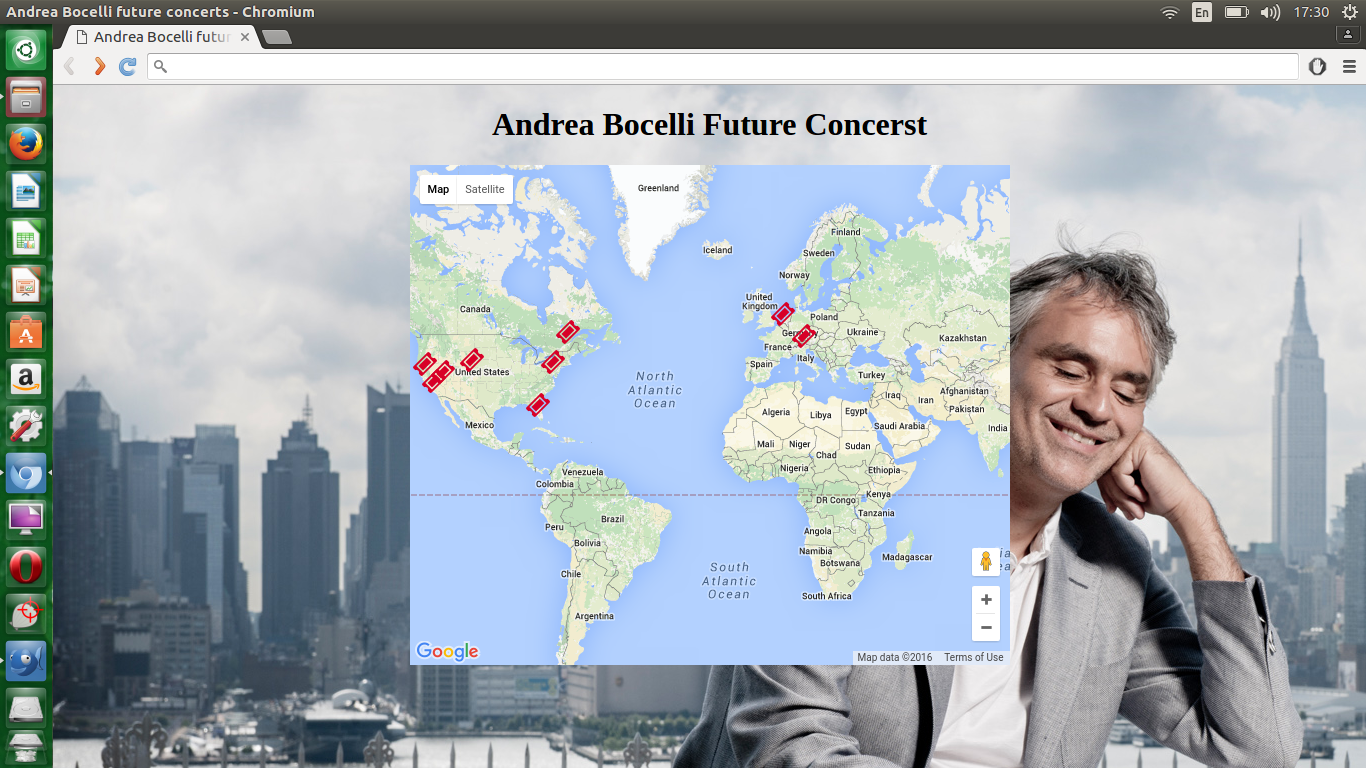 Andrea Bocelli future concerts - Chromium
En
17:30
Andrea Bocelli futur
Andrea Bocelli Future Concerst
Map
Satellite
Greenland
Finland
Iceland
Sweden
Norway
Canada
United
Kingdom
Poland
Germ
Ukraine
Kazakhstan
France
Italy
United States
Spain
Turkey
North
Atlantic
Ocean
Iraq
Iran
Afghanistan
Pakistan
Algeria
Libya
Egypt
Saudi Arabia
India
Mexico
Mali
Niger
Chad
Sudan
Nigeria
Ethiopia
Venezuela
Colombia
DR Congo
Kenya
Tanzania
Brazil
Peru
Bolivia
Angola
Namibia
Botswana
Madagascar
South
Atlantic
Ocean
Chile
South Africa
Argentina
Google
Map data ©2016
Terms of Use